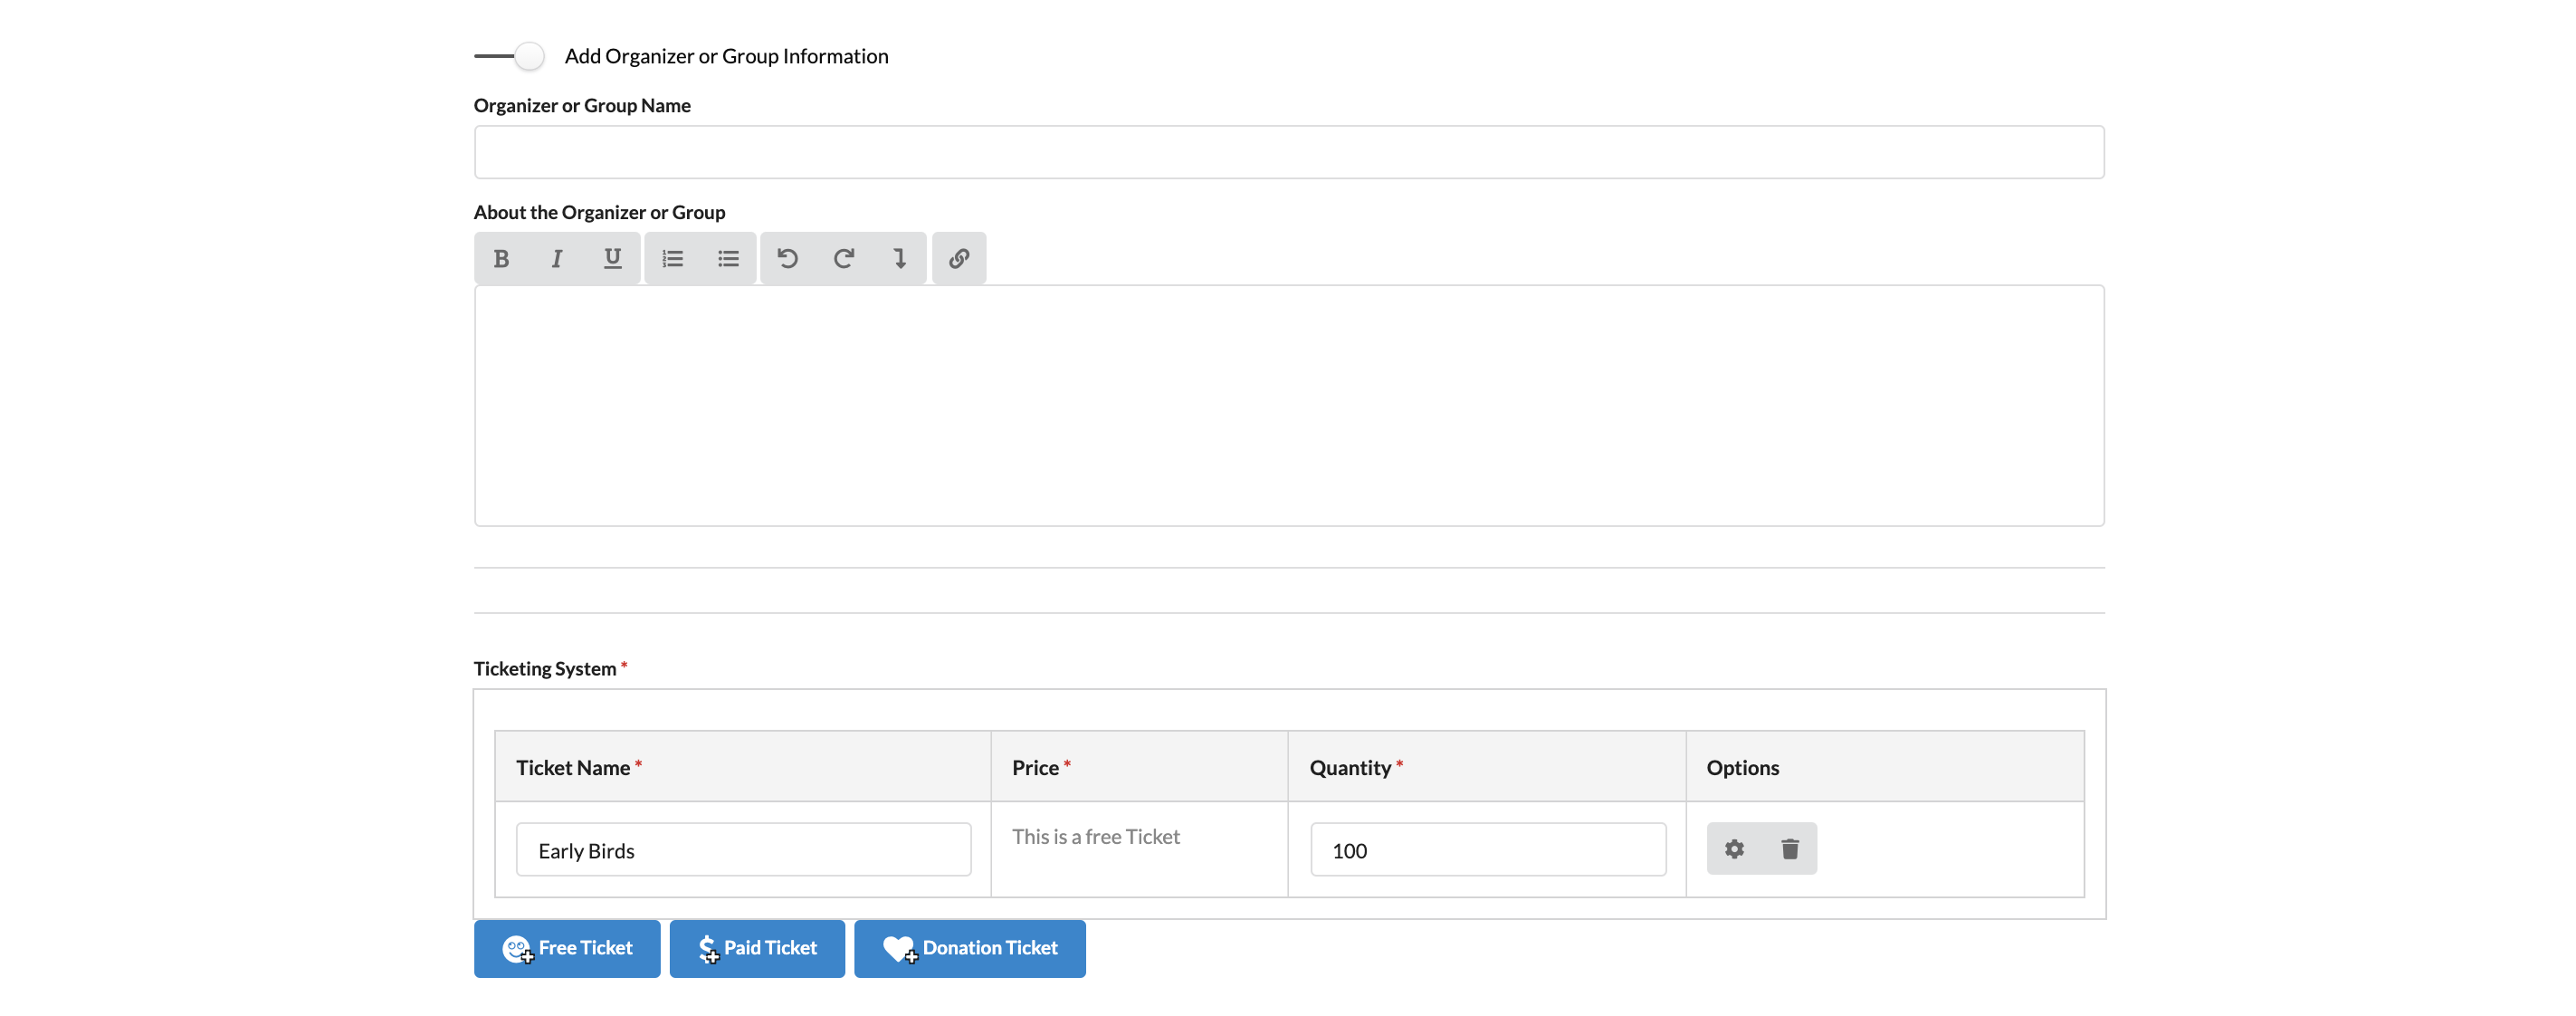 Add Organizer or Group Information
Organizer or Group Name
About the Organizer or Group
B I U
Ticketing System *
Ticket Name * Price * Quantity * Options
Early Birds This is a free Ticket 100
Free Ticket Paid Ticket Donation Ticket